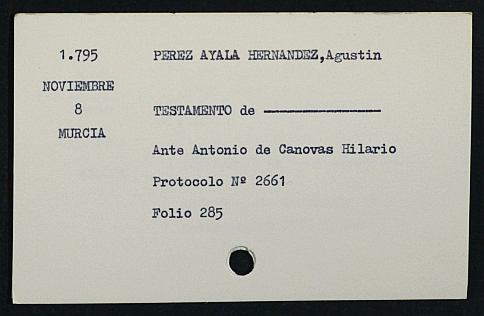 1.795
NOVIEMBRE
8
MURCIA
PEREZ AYALA HERNANDEZ,Agustin
TESTAMENTO de ————————
Ante Antonio de Canovas Hilario
Protocolo Nº 2661
Folio 285